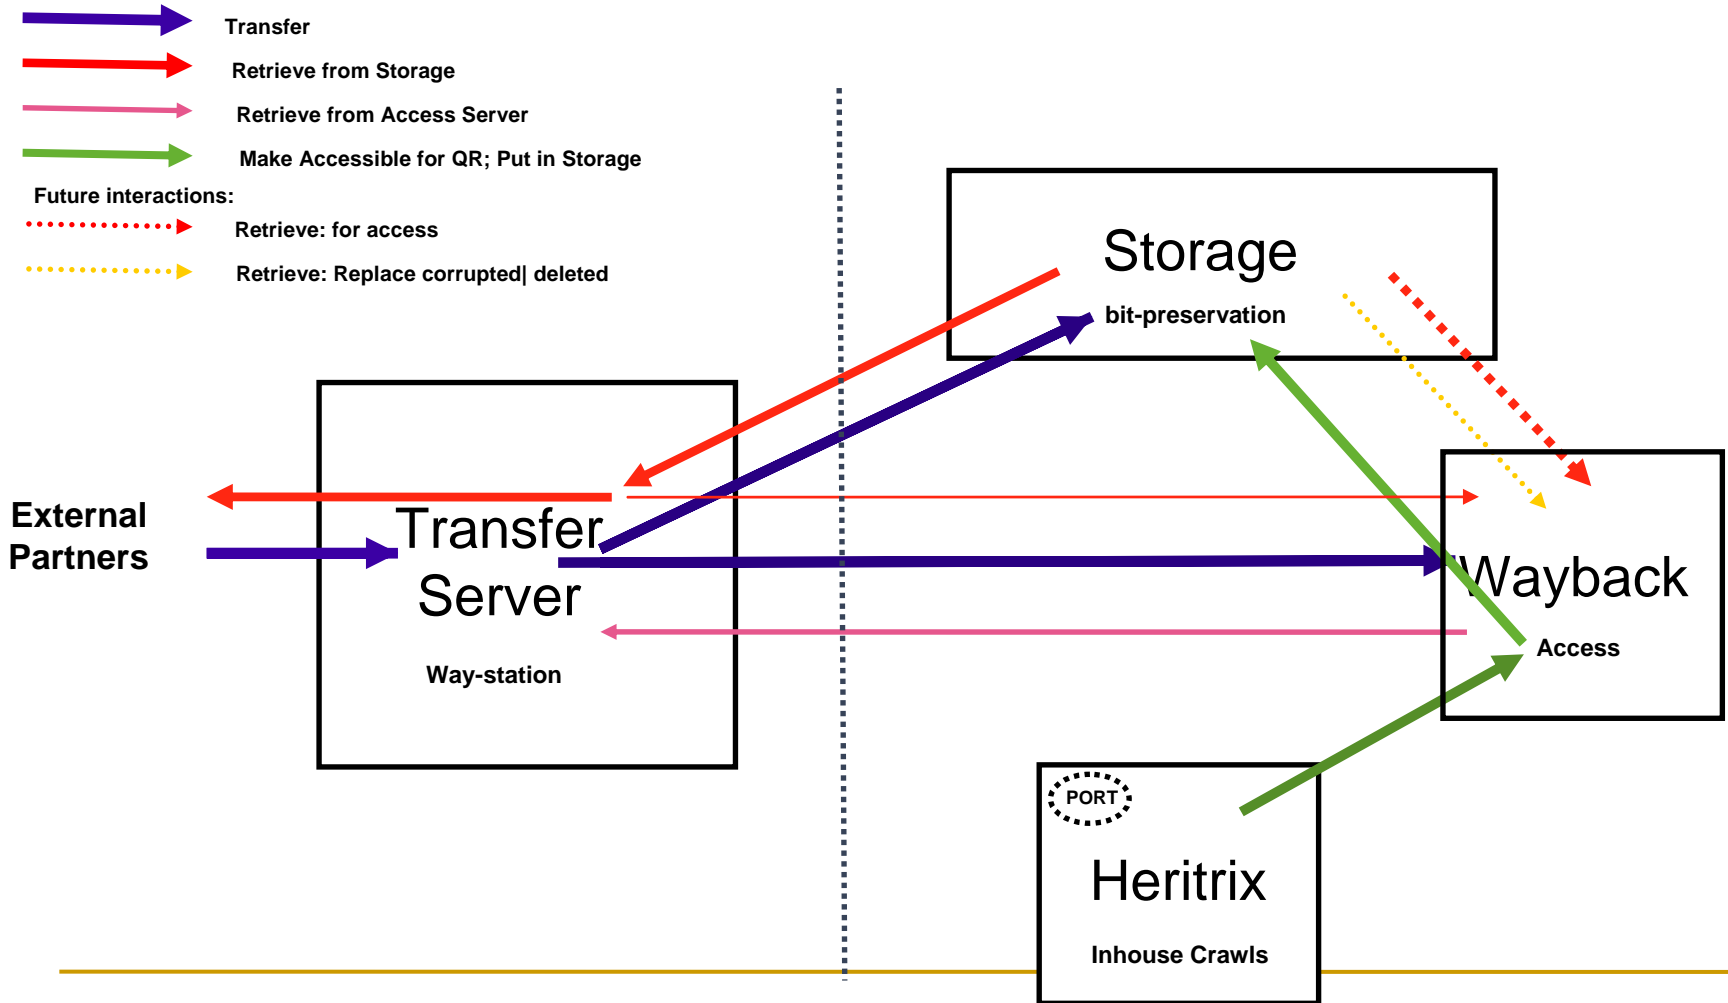 Transfer
Retrieve from Storage
Retrieve from Access Server
Make Accessible for QR; Put in Storage
Future interactions:
Retrieve: for access
Retrieve: Replace corrupted| deleted
Storage
bit-preservation
External
Partners
Transfer
Server
Way-station
Wayback
Access
PORT
Heritrix
Inhouse Crawls